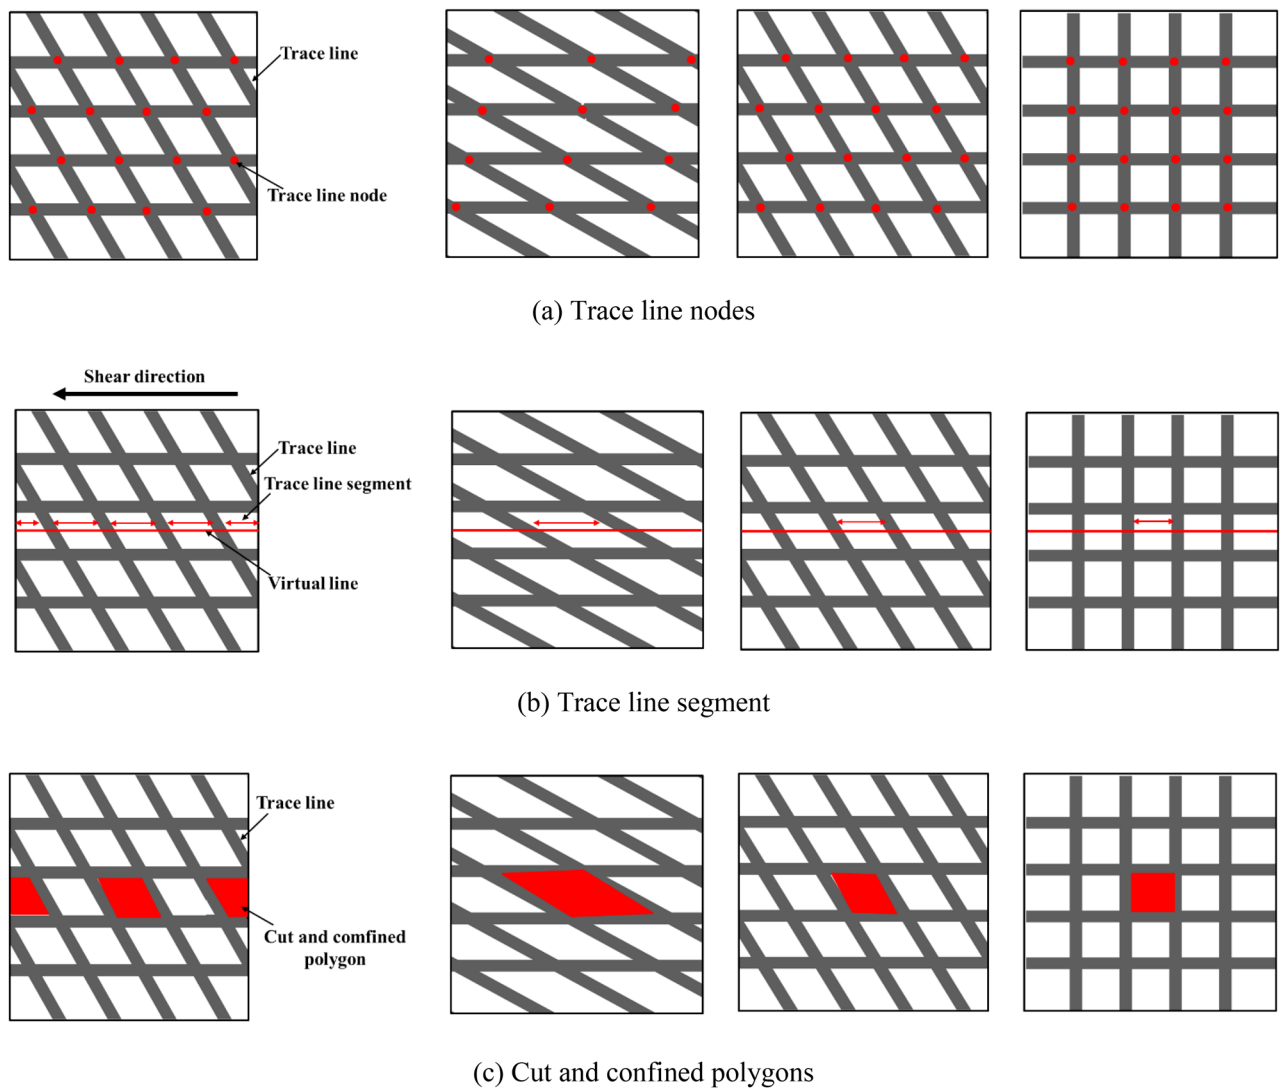 Trace line
Trace line node
(a) Trace line nodes
Shear direction
Trace line
Trace line segment
Virtual line
(b) Trace line segment
Trace line
Cut and comfined
polygon
(c) Cut and confined polygons